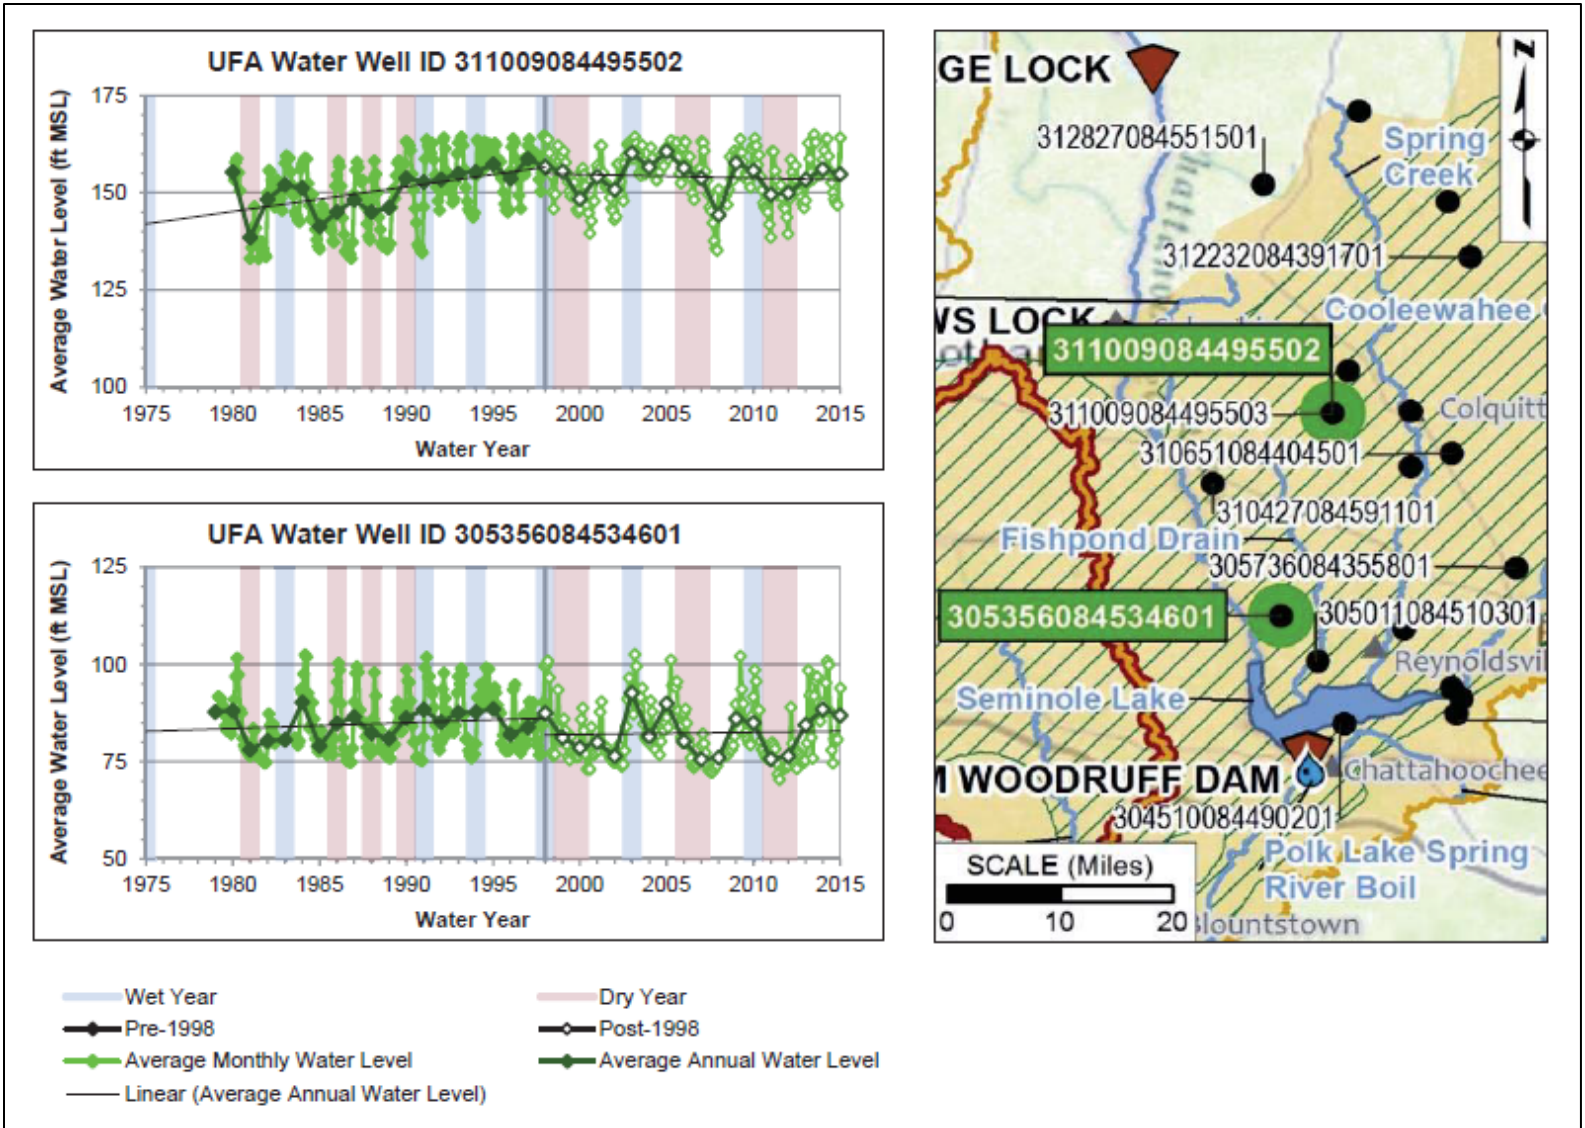 UFA Water Well ID 311009084495502
Average Water Level (ft MSL)
175
150
125
100
1975 1980 1985 1990 1995 2000 2005 2010 2015
Water Year
UFA Water Well ID 305356084534601
Average Water Level (ft MSL)
125
100
75
50
1975 1980 1985 1990 1995 2000 2005 2010 2015
Water Year
Wet Year
Dry Year
Pre-1998
Post-1998
Average Monthly Water Level
Average Annual Water Level
Linear (Average Annual Water Level)
GE LOCK
N
312827084551501
Spring
Creek
312232084391701
Cooleewahee
WS LOCK
311009084495502
311009084495503
Colquitt
310651084404501
310427084591101
Fishpond Drain
305736084355801
305356084534601
305011084510301
Reynoldsvil
Seminole Lake
M WOODRUFF DAM
Chattahoochee
304510084490201
SCALE (Miles)
0 10 20
Polk Lake Spring
River Boil
Blountstown